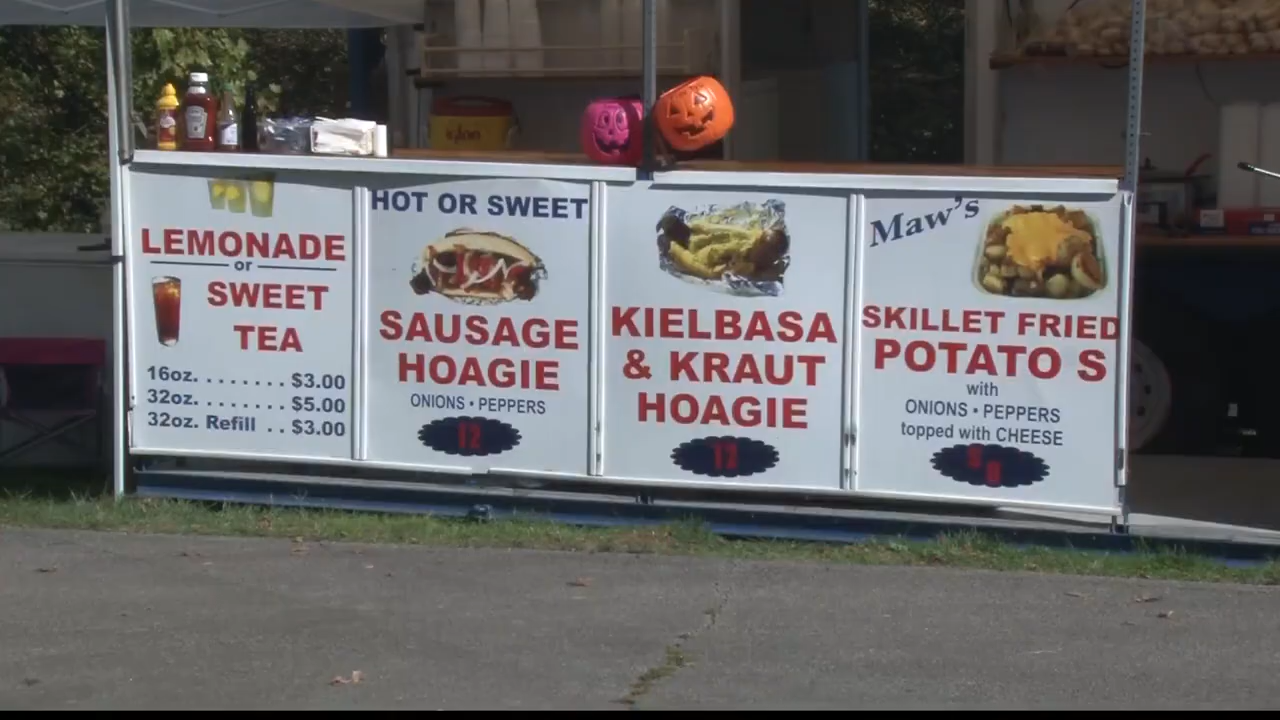 LEMONADE
or
SWEET
TEA
16oz. . . . . . . . $3.00
32oz. . . . . . . . $5.00
32oz. Refill . . $3.00
HOT OR SWEET
SAUSAGE
HOAGIE
ONIONS • PEPPERS
12
KIELBASA
& KRAUT
HOAGIE
Maw's
SKILLET FRIED
POTATO S
with
ONIONS • PEPPERS
topped with CHEESE
Igloo